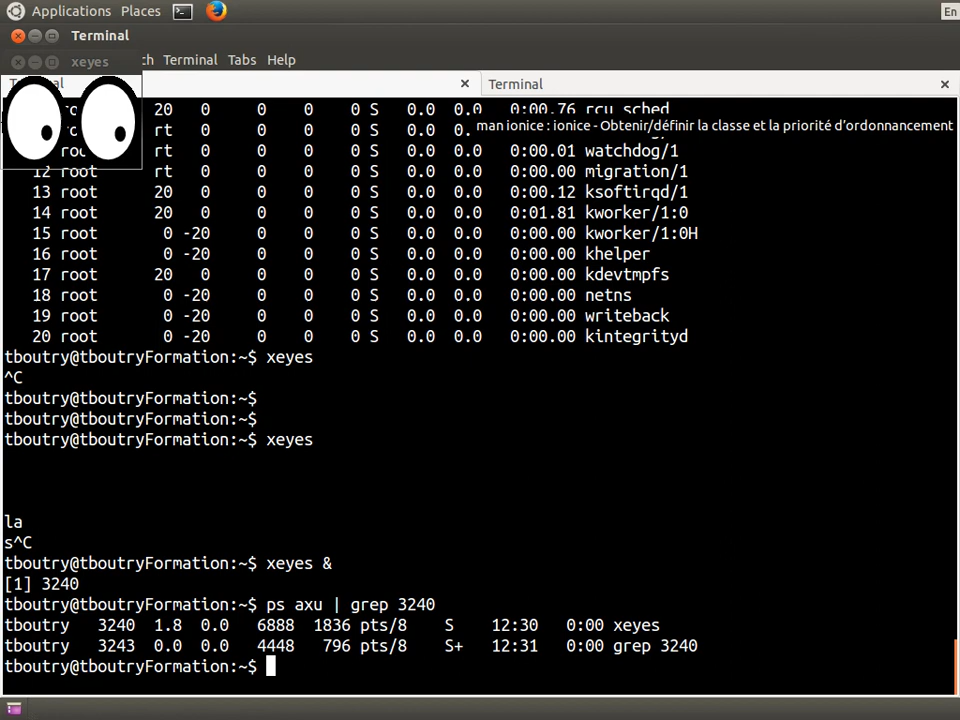 Applications Places En
Terminal
xeyes ch Terminal Tabs Help
Terminal
20 0 0 0 0 S 0.0 0.0 0:00.76 rcu_sched
man ionice : ionice - Obtenir/définir la classe et la priorité d’ordonnancement
rt 0 0 0 0 S 0.0 0.0 0:00.01 watchdog/1
12 root rt 0 0 0 0 S 0.0 0.0 0:00.00 migration/1
13 root 20 0 0 0 0 S 0.0 0.0 0:00.12 ksoftirqd/1
14 root 20 0 0 0 0 S 0.0 0.0 0:01.81 kworker/1:0
15 root 0 -20 0 0 0 S 0.0 0.0 0:00.00 kworker/1:0H
16 root 0 -20 0 0 0 S 0.0 0.0 0:00.00 khelper
17 root 20 0 0 0 0 S 0.0 0.0 0:00.00 kdevtmpfs
18 root 0 -20 0 0 0 S 0.0 0.0 0:00.00 netns
19 root 0 -20 0 0 0 S 0.0 0.0 0:00.00 writeback
20 root 0 -20 0 0 0 S 0.0 0.0 0:00.00 kintegrityd
tboutry@tboutryFormation:~$ xeyes
^C
tboutry@tboutryFormation:~$
tboutry@tboutryFormation:~$
tboutry@tboutryFormation:~$ xeyes
la
s^C
tboutry@tboutryFormation:~$ xeyes &
[1] 3240
tboutry@tboutryFormation:~$ ps axu | grep 3240
tboutry 3240 1.8 0.0 6888 1836 pts/8 S 12:30 0:00 xeyes
tboutry 3243 0.0 0.0 4448 796 pts/8 S+ 12:31 0:00 grep 3240
tboutry@tboutryFormation:~$